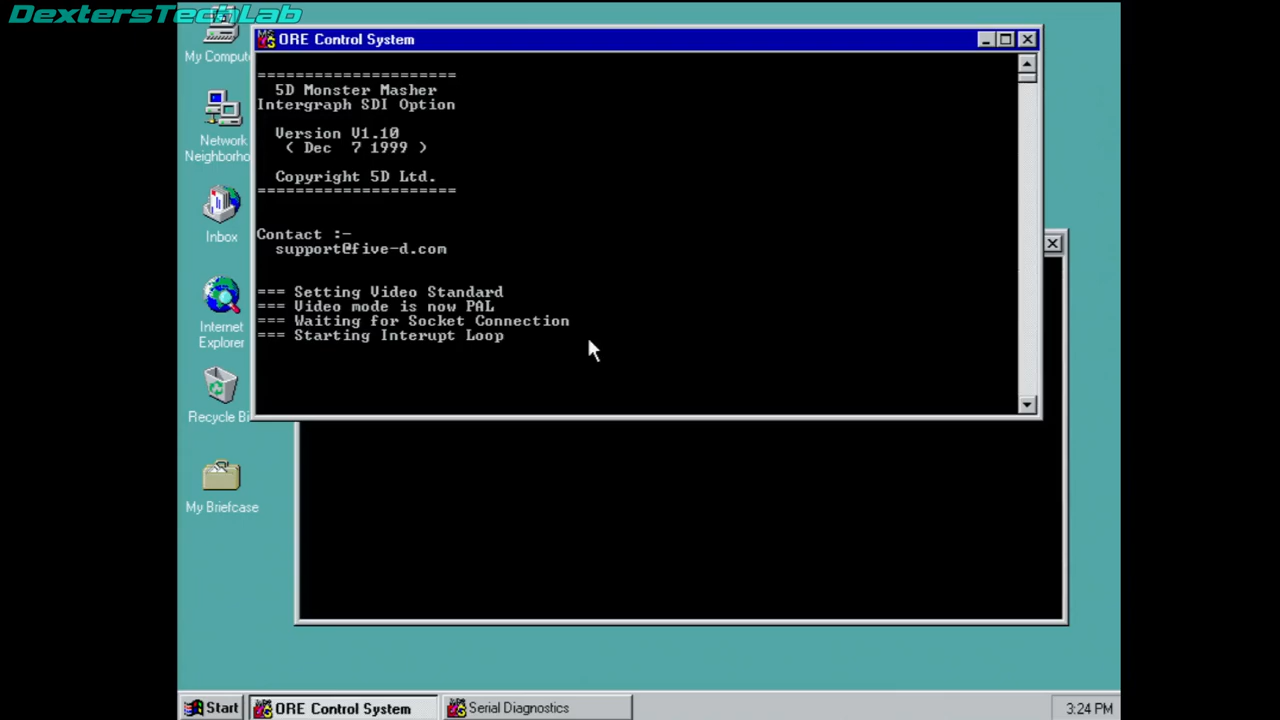 DextersTechLab
My Compute
Network
Neighborho
Inbox
Internet
Explorer
Recycle Bi
My Briefcase
ORE Control System
=====================
5D Monster Masher
Intergraph SDI Option
Version V1.10
( Dec 7 1999 )
Copyright 5D Ltd.
=====================
Contact :-
support@five-d.com
=== Setting Video Standard
=== Video mode is now PAL
=== Waiting for Socket Connection
=== Starting Interupt Loop
Start
ORE Control System
Serial Diagnostics
3:24 PM